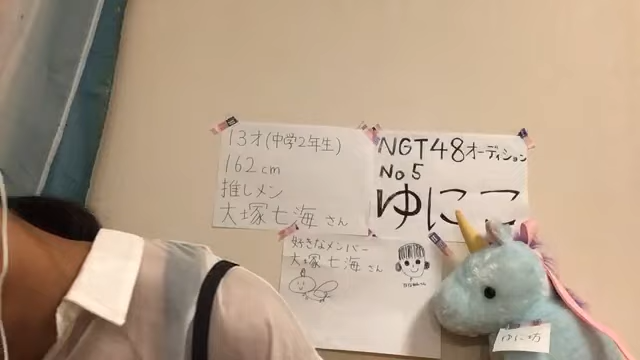 13才(中学2年生)
162cm
推しメン
大塚七海さん
NGT48オーディション
No5
ゆにこ
好きなメンバー
大塚七海さん
ゆに坊